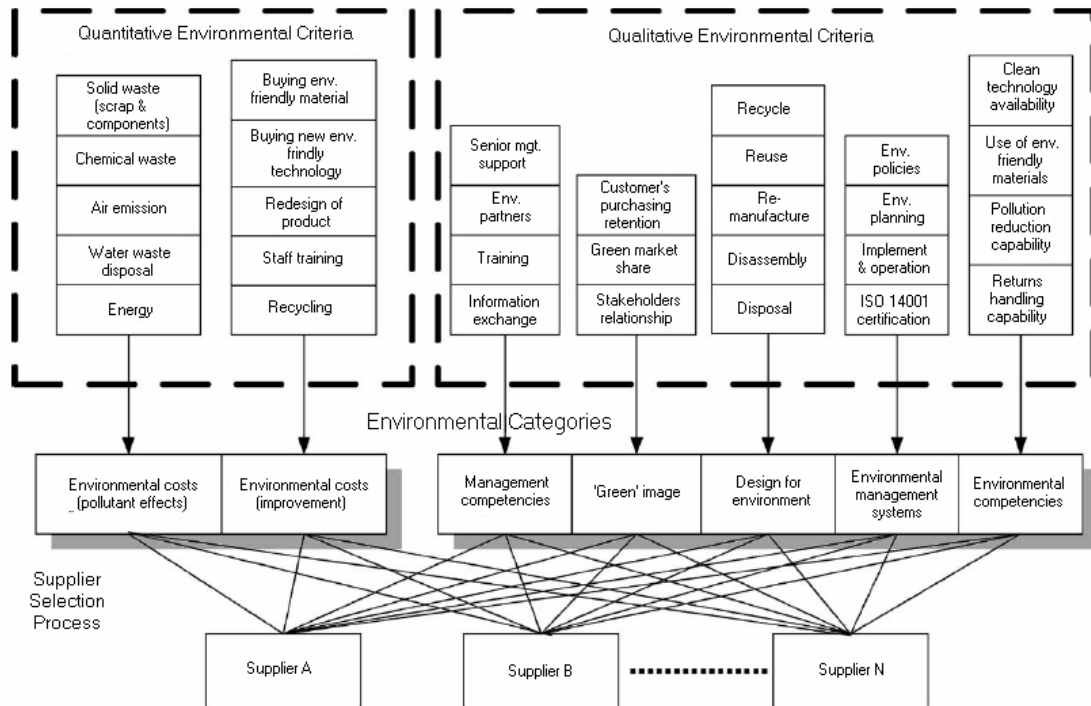 Quantitative Environmental Criteria
Solid waste
(scrap &
components)
Chemical waste
Air emission
Water waste
disposal
Energy
Buying env.
friendly material
Buying new env.
frindly
technology
Redesign of
product
Staff training
Recycling
Qualitative Environmental Criteria
Senior mgt.
support
Env.
partners
Training
Information
exchange
Customer's
purchasing
retention
Green market
share
Stakeholders
relationship
Recycle
Reuse
Re-
manufacture
Disassembly
Disposal
Env.
policies
Env.
planning
Implement
& operation
ISO 14001
certification
Clean
technology
availability
Use of env.
friendly
materials
Pollution
reduction
capability
Returns
handling
capability
Environmental Categories
Environmental costs
(pollutant effects)
Environmental costs
(improvement)
Management
competencies
'Green' image
Design for
environment
Environmental
management
systems
Environmental
competencies
Supplier
Selection
Process
Supplier A
Supplier B
Supplier N